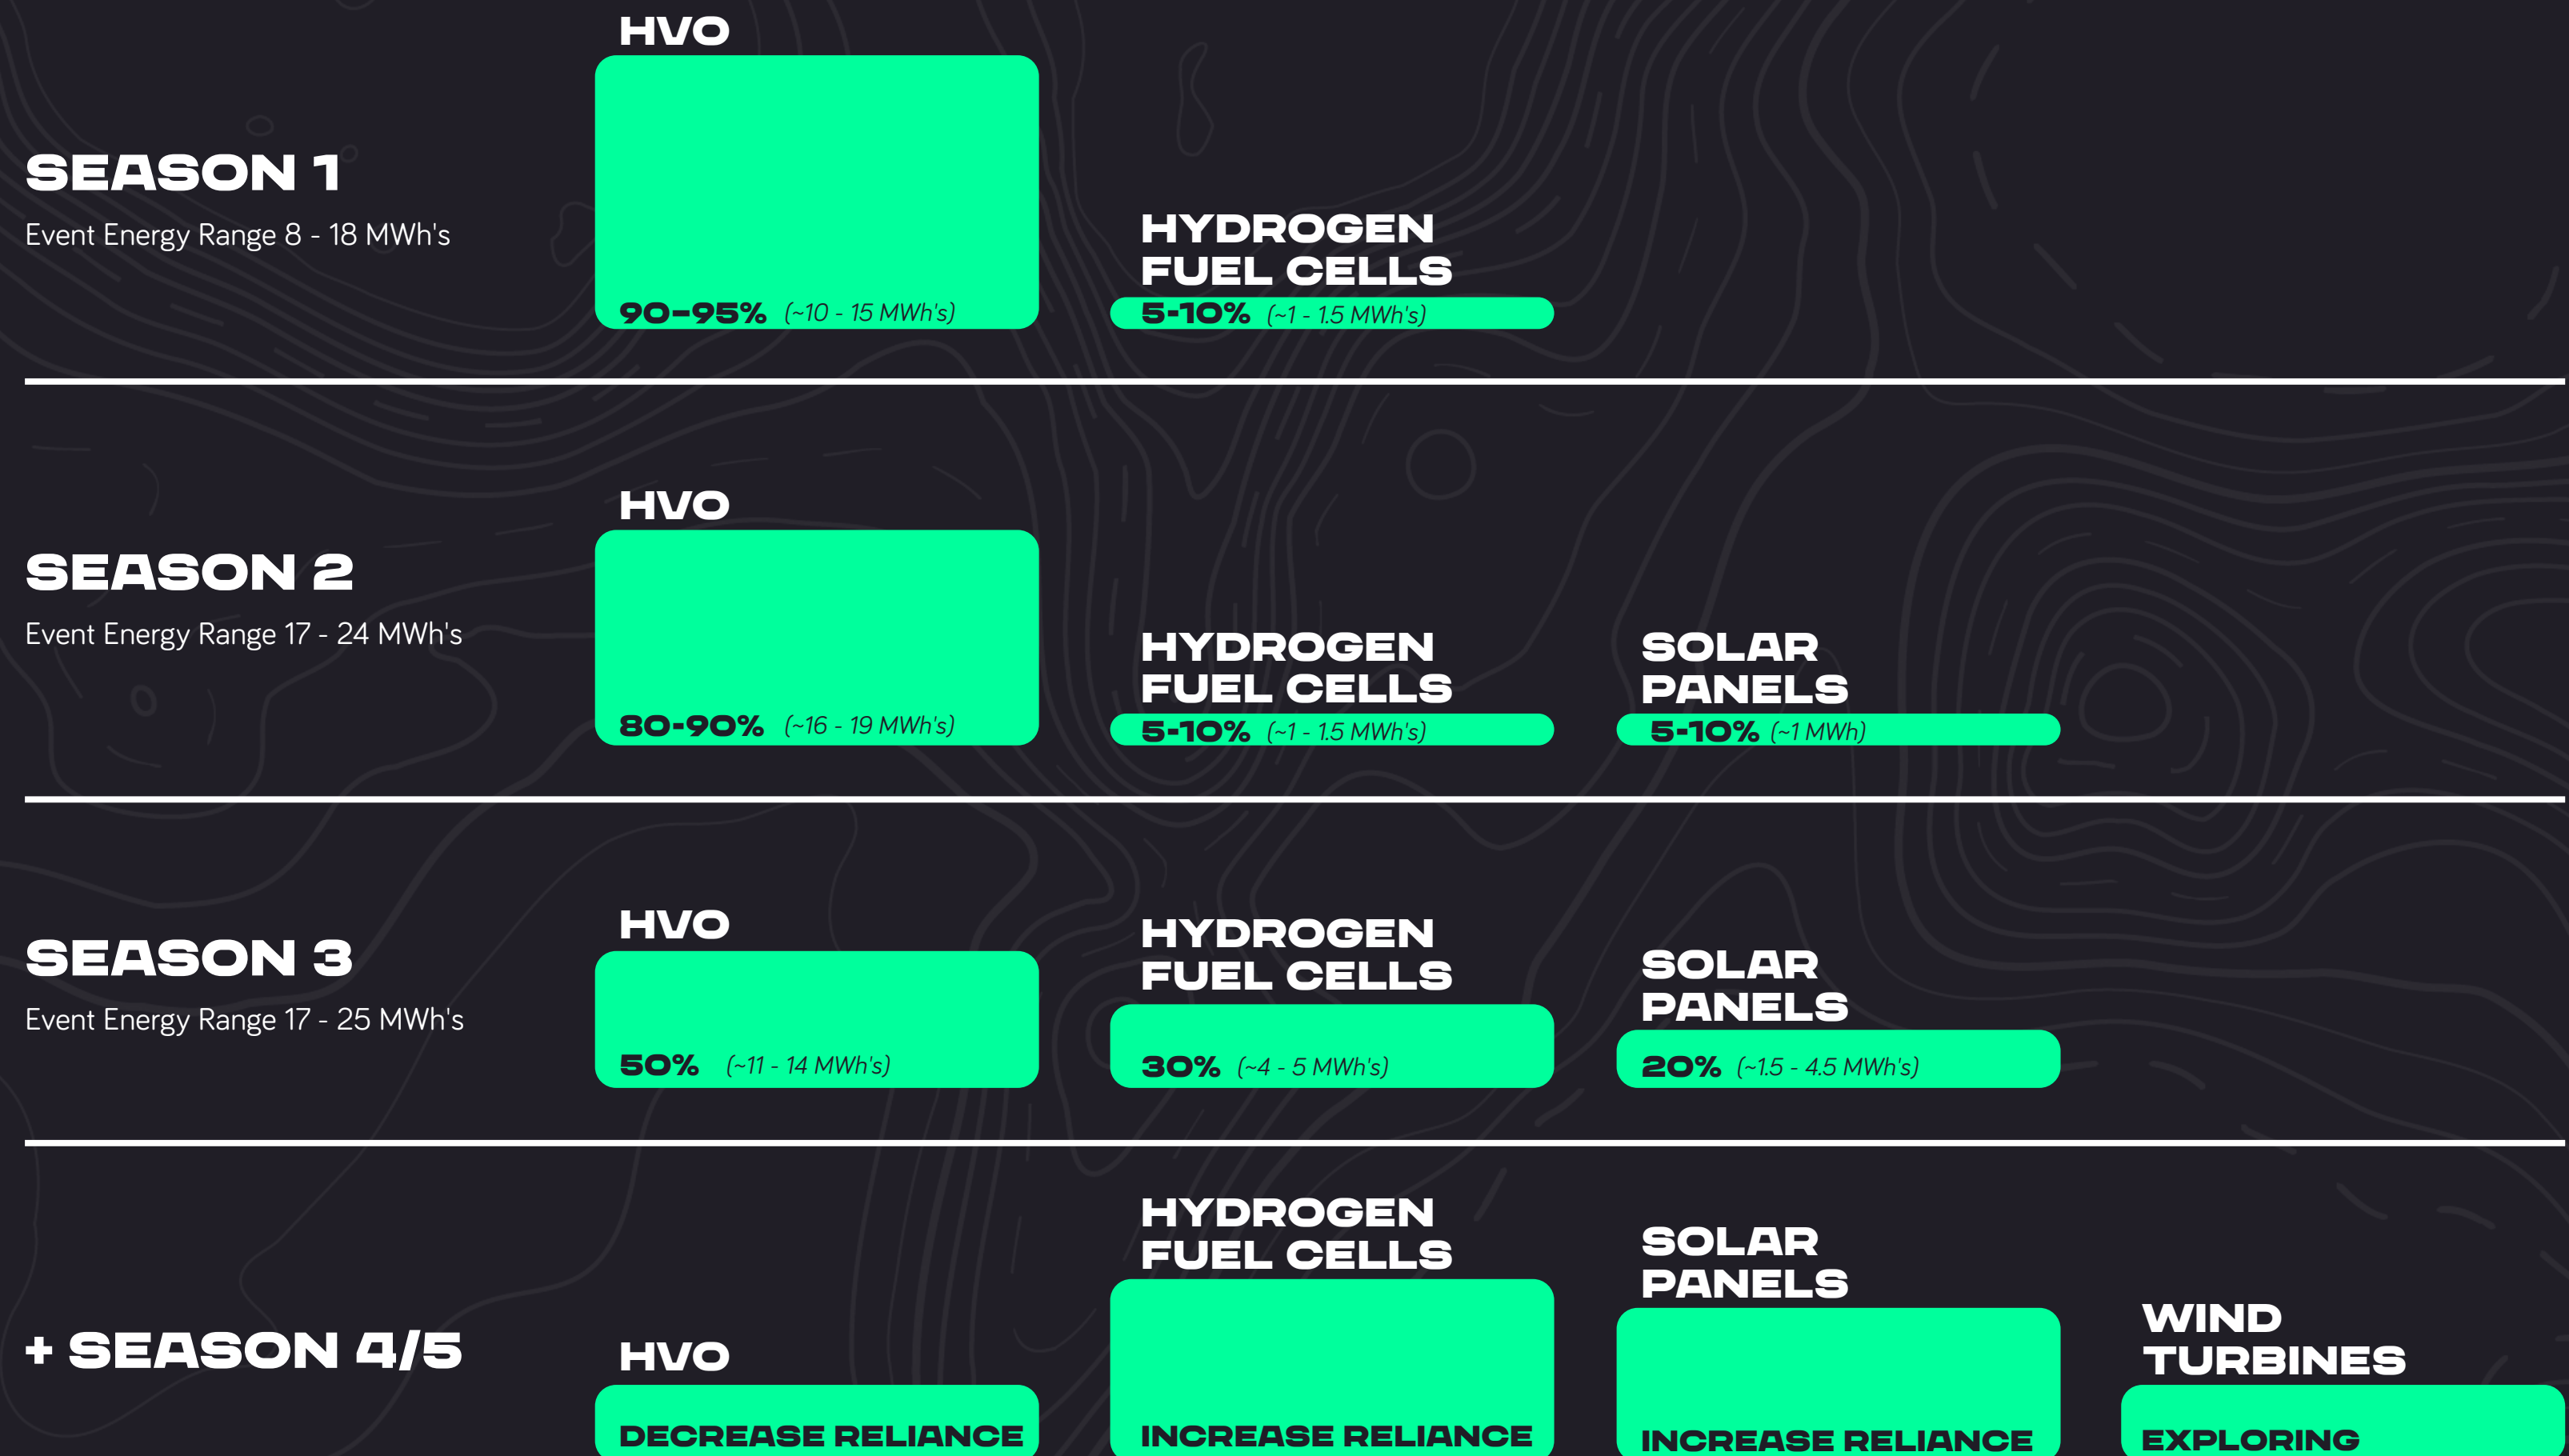 HVO
SEASON 1
Event Energy Range 8 - 18 MWh's
90-95% (~10 - 15 MWh's)
HYDROGEN
FUEL CELLS
5-10% (~1 - 1.5 MWh's)
HVO
SEASON 2
Event Energy Range 17 - 24 MWh's
80-90% (~16 - 19 MWh's)
HYDROGEN
FUEL CELLS
5-10% (~1 - 1.5 MWh's)
SOLAR
PANELS
5-10% (~1 MWh)
HVO
SEASON 3
Event Energy Range 17 - 25 MWh's
50% (~11 - 14 MWh's)
HYDROGEN
FUEL CELLS
30% (~4 - 5 MWh's)
SOLAR
PANELS
20% (~1.5 - 4.5 MWh's)
+ SEASON 4/5
HVO
DECREASE RELIANCE
HYDROGEN
FUEL CELLS
INCREASE RELIANCE
SOLAR
PANELS
INCREASE RELIANCE
WIND
TURBINES
EXPLORING